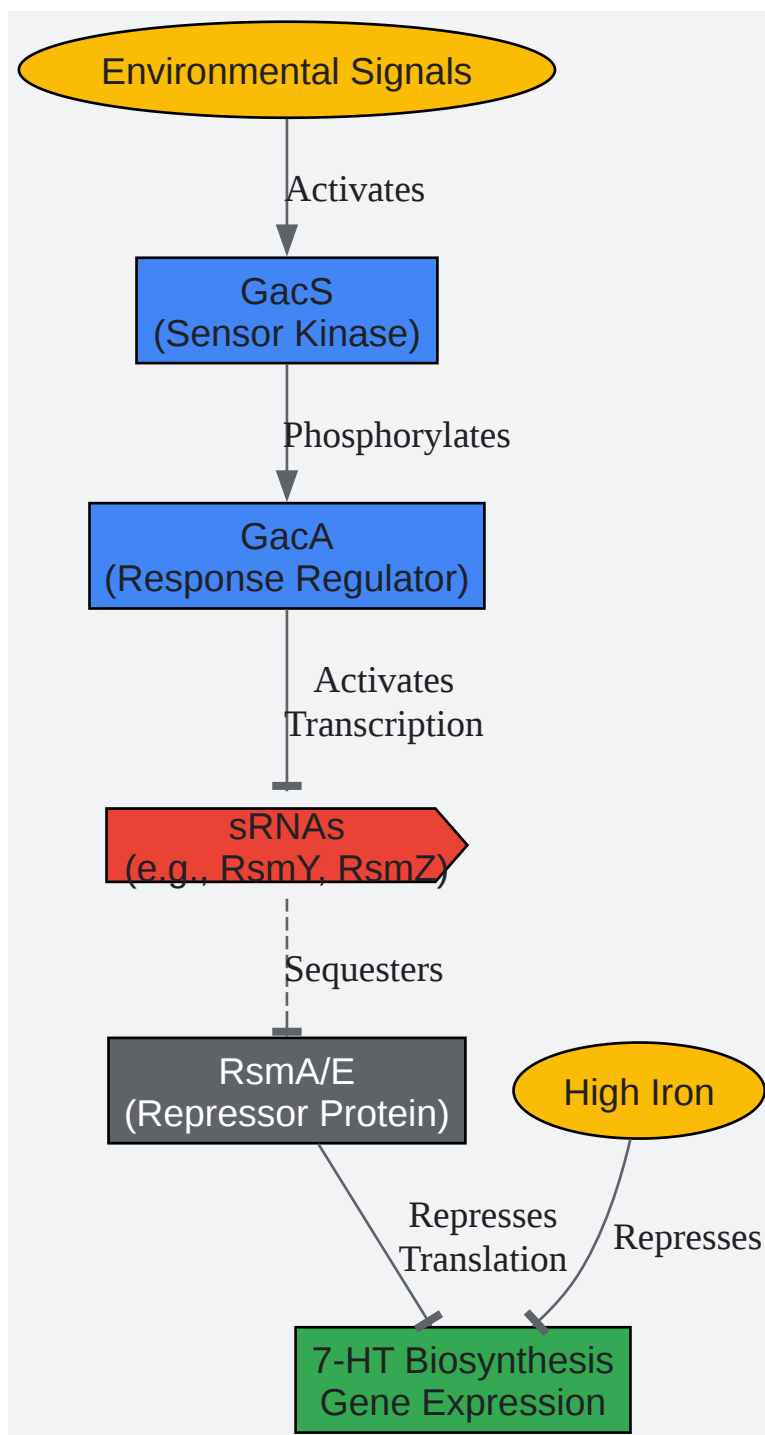 Environmental Signals
Activates
GacS
(Sensor Kinase)
Phosphorylates
GacA
(Response Regulator)
Activates
Transcription
sRNAs
(e.g., RsmY, RsmZ)
Sequesters
RsmA/E
(Repressor Protein)
High Iron
Represses
Translation
Represses
7-HT Biosynthesis
Gene Expression